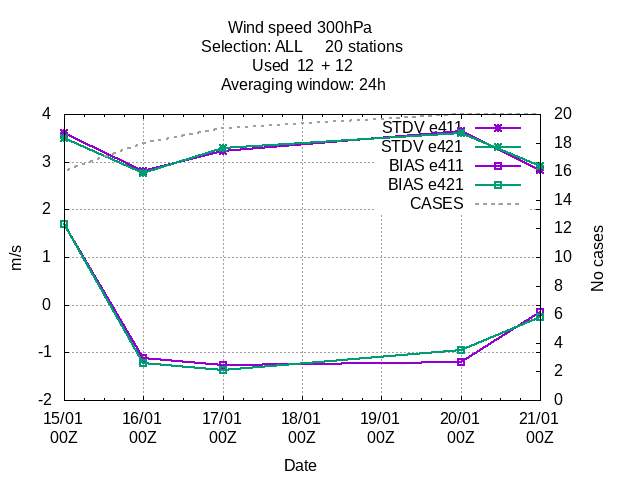 Wind speed 300hPa
Selection: ALL 20 stations
Used 12 + 12
Averaging window: 24h
4
3
2
1
0
-1
-2
m/s
STDV e411
STDV e421
BIAS e411
BIAS e421
CASES
20
18
16
14
12
10
8
6
4
2
0
No cases
15/01 16/01 17/01 18/01 19/01 20/01 21/01
00Z 00Z 00Z 00Z 00Z 00Z 00Z
Date